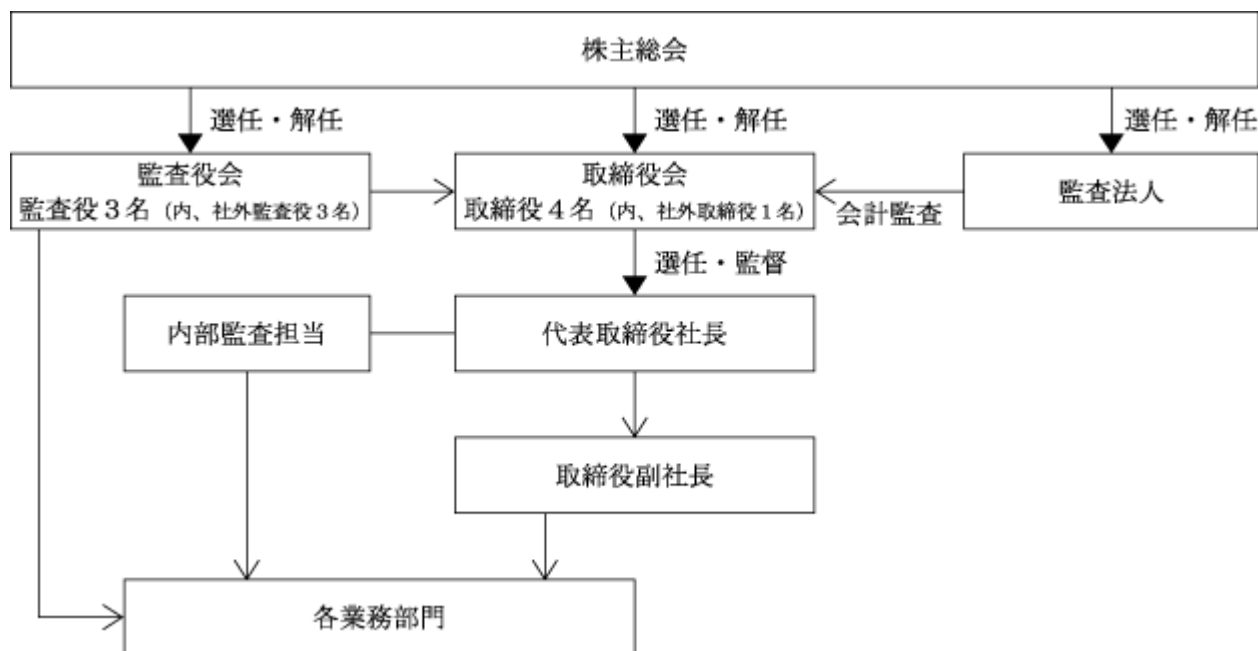 株主総会
選任・解任
選任・解任
選任・解任
監査役会
監査役3名（内、社外監査役3名）
取締役会
取締役4名（内、社外取締役1名）
監査法人
会計監査
選任・監督
内部監査担当
代表取締役社長
取締役副社長
各業務部門